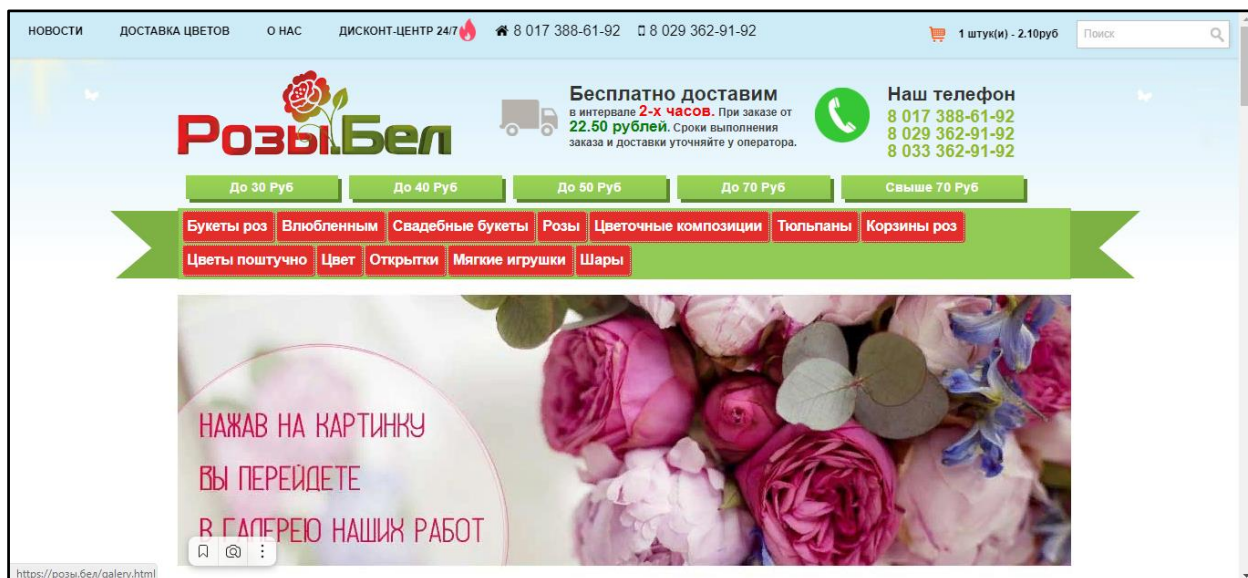 НОВОСТИ ДОСТАВКА ЦВЕТОВ О НАС ДИСКОНТ-ЦЕНТР 24/7 8 017 388-61-92 8 029 362-91-92 1 штук(и) - 2.10руб Поиск
РозыБел
Бесплатно доставим
в интервале 2-х часов. При заказе от
22.50 рублей. Сроки выполнения
заказа и доставки уточняйте у оператора.
Наш телефон
8 017 388-61-92
8 029 362-91-92
8 033 362-91-92
До 30 Руб До 40 Руб До 50 Руб До 70 Руб Свыше 70 Руб
Букеты роз Влюбленным Свадебные букеты Розы Цветочные композиции Тюльпаны Корзины роз
Цветы поштучно Цвет Открытки Мягкие игрушки Шары
НАЖАВ НА КАРТИНКУ
ВЫ ПЕРЕЙДЕТЕ
В ГАЛЕРЕЮ НАШИХ РАБОТ
https://розы.бел/galery.html